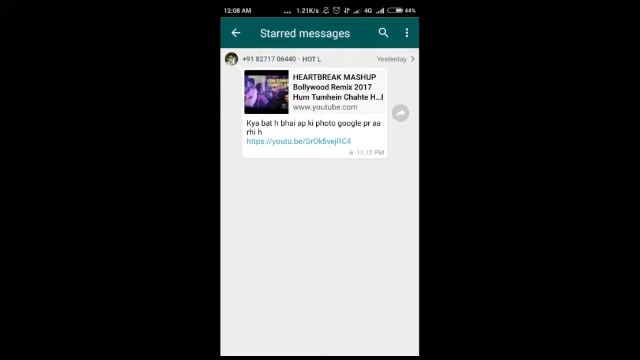 12:08 AM ... 1.21K/s 4G 44%
Starred messages
+91 82717 06440 - HOT L Yesterday
HEARTBREAK MASHUP
Bollywood Remix 2017
Hum Tumhein Chahte H...I
www.youtube.com
Kya bat h bhai ap ki photo google pr aa
rhi h
https://youtu.be/SrOk5vejRC4
11:12 PM